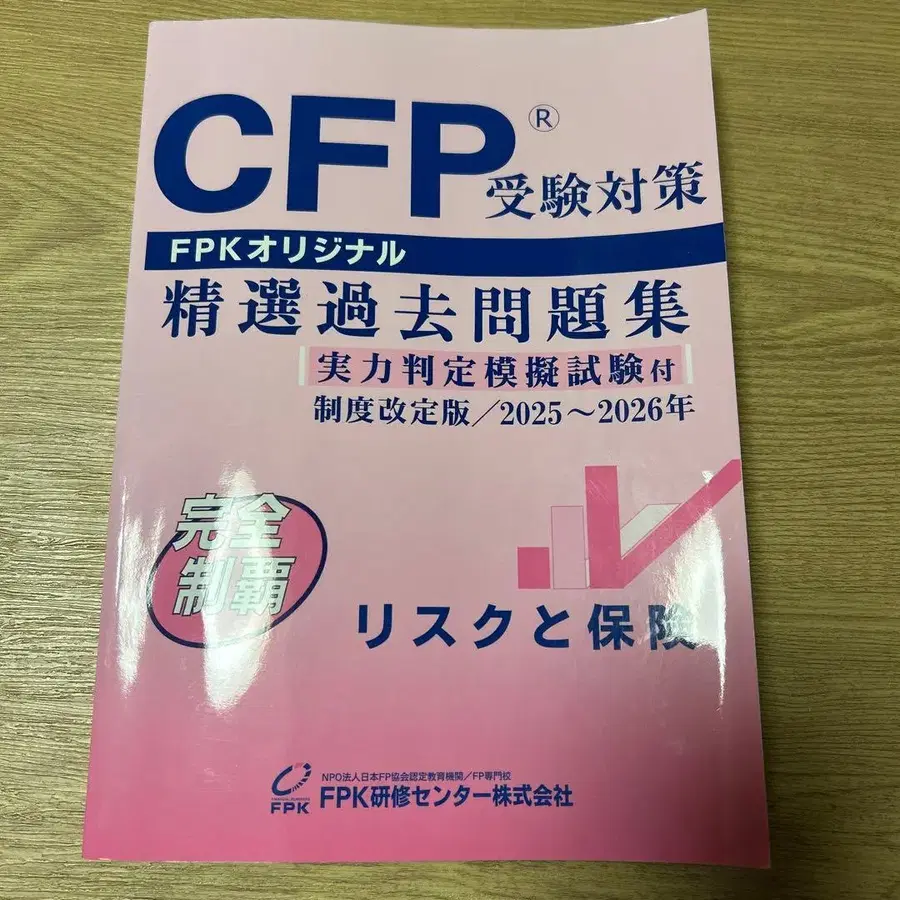 CFP®
受験対策
FPKオリジナル
精選過去問題集
実力判定模擬試験付
制度改定版/2025~2026年
完全
制覇
リスクと保険
NPO法人日本FP協会認定教育機関/FP専門校
FPK
FPK研修センター株式会社